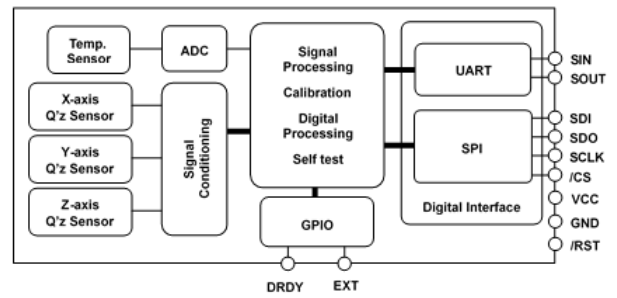 Temp.
Sensor
ADC
X-axis
Q'z Sensor
Y-axis
Q'z Sensor
Z-axis
Q'z Sensor
Signal
Conditioning
Signal
Processing
Calibration
Digital
Processing
Self test
GPIO
DRDY
EXT
UART
SPI
Digital Interface
SIN
SOUT
SDI
SDO
SCLK
/CS
VCC
GND
/RST